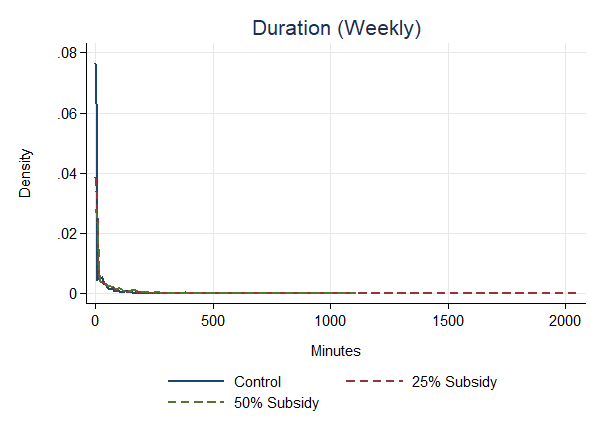 Duration (Weekly)
.08
.06
.04
.02
0
Density
0 500 1000 1500 2000
Minutes
Control 25% Subsidy
50% Subsidy